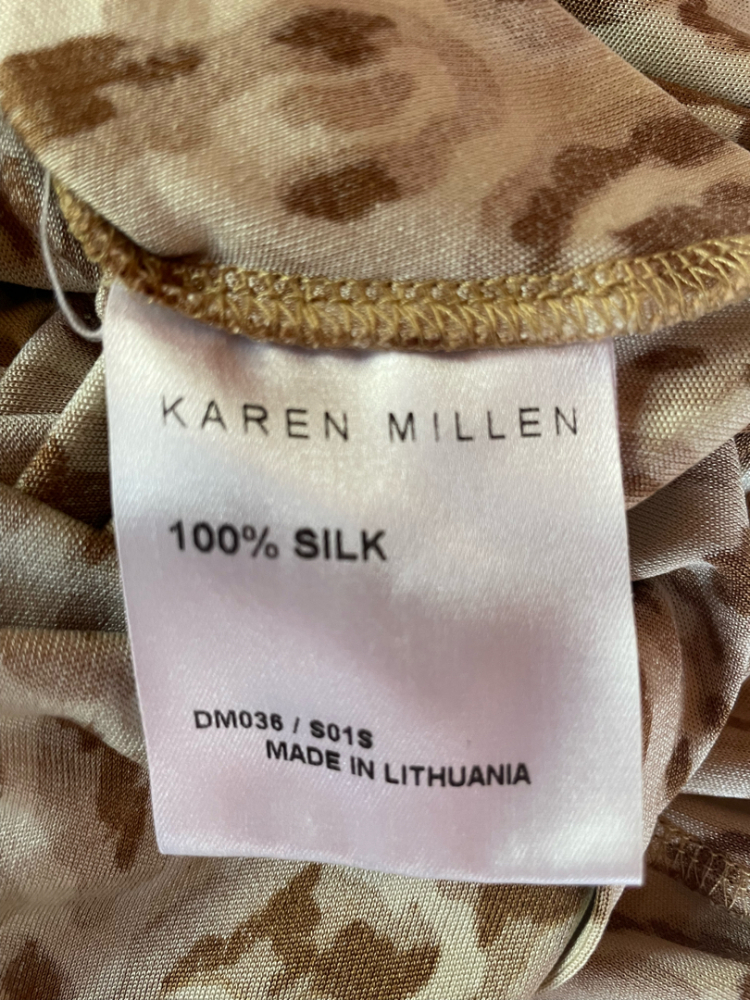 KAREN MILLEN
100% SILK
DM036 / S01S
MADE IN LITHUANIA